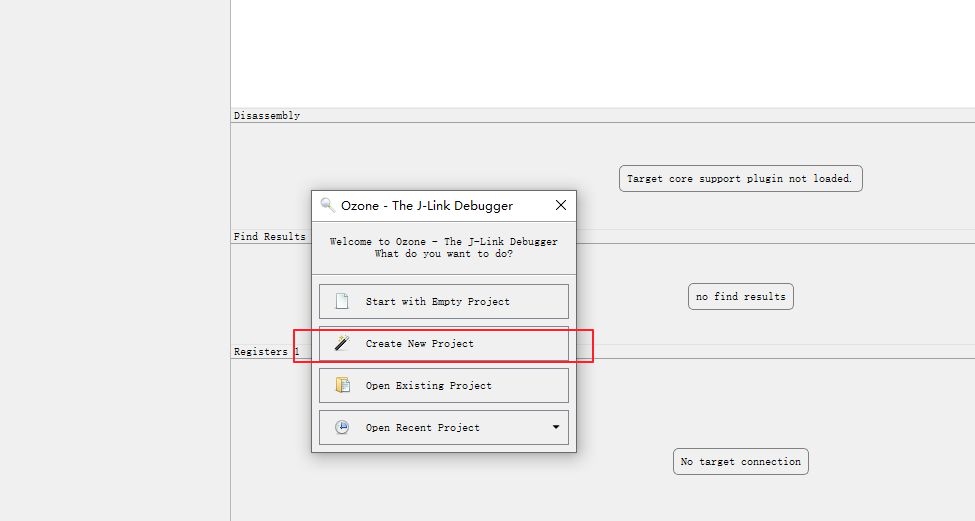 Disassembly
Target core support plugin not loaded.
Ozone - The J-Link Debugger
Find Results
Welcome to Ozone - The J-Link Debugger
What do you want to do?
Start with Empty Project
no find results
Create New Project
Registers 1
Open Existing Project
Open Recent Project
No target connection